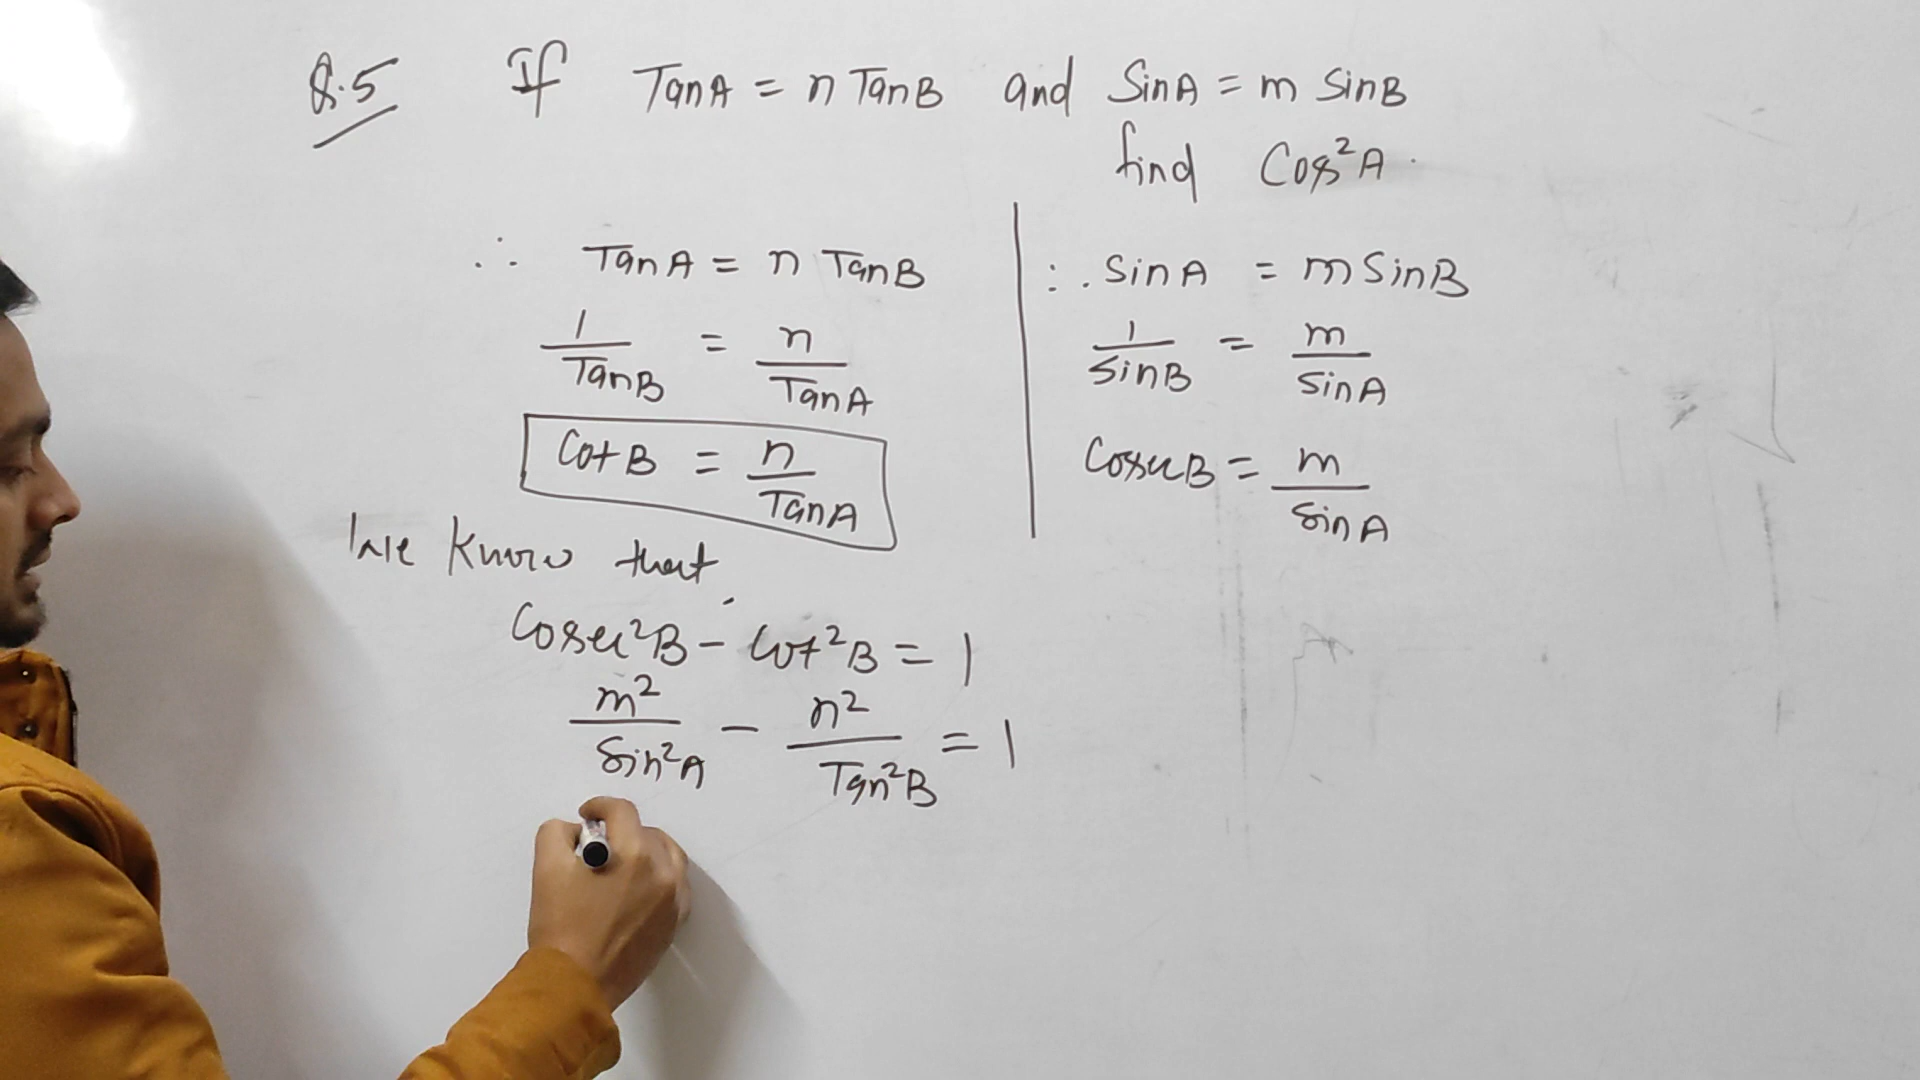 Q.5 If TanA = n TanB and SinA = m SinB
find Cos²A.
∴ TanA = n TanB
1/TanB = n/TanA
CotB = n/TanA
∴ SinA = m SinB
1/SinB = m/SinA
CosecB = m/SinA
We know that
Cosec²B - Cot²B = 1
m²/Sin²A - n²/Tan²B = 1